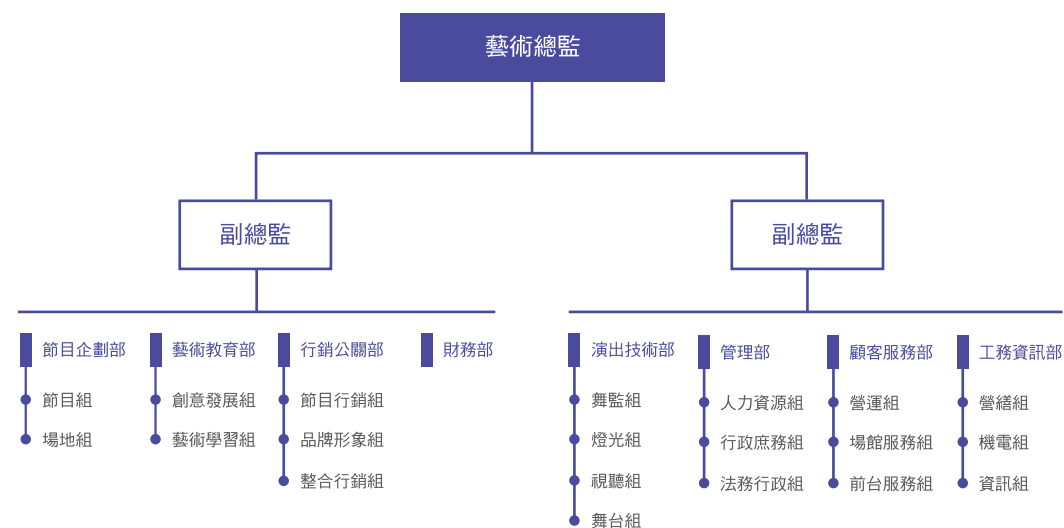 藝術總監
副總監
副總監
節目企劃部
節目組
場地組
藝術教育部
創意發展組
藝術學習組
行銷公關部
節目行銷組
品牌形象組
整合行銷組
財務部
演出技術部
舞監組
燈光組
視聽組
舞台組
管理部
人力資源組
行政庶務組
法務行政組
顧客服務部
營運組
場館服務組
前台服務組
工務資訊部
營繕組
機電組
資訊組